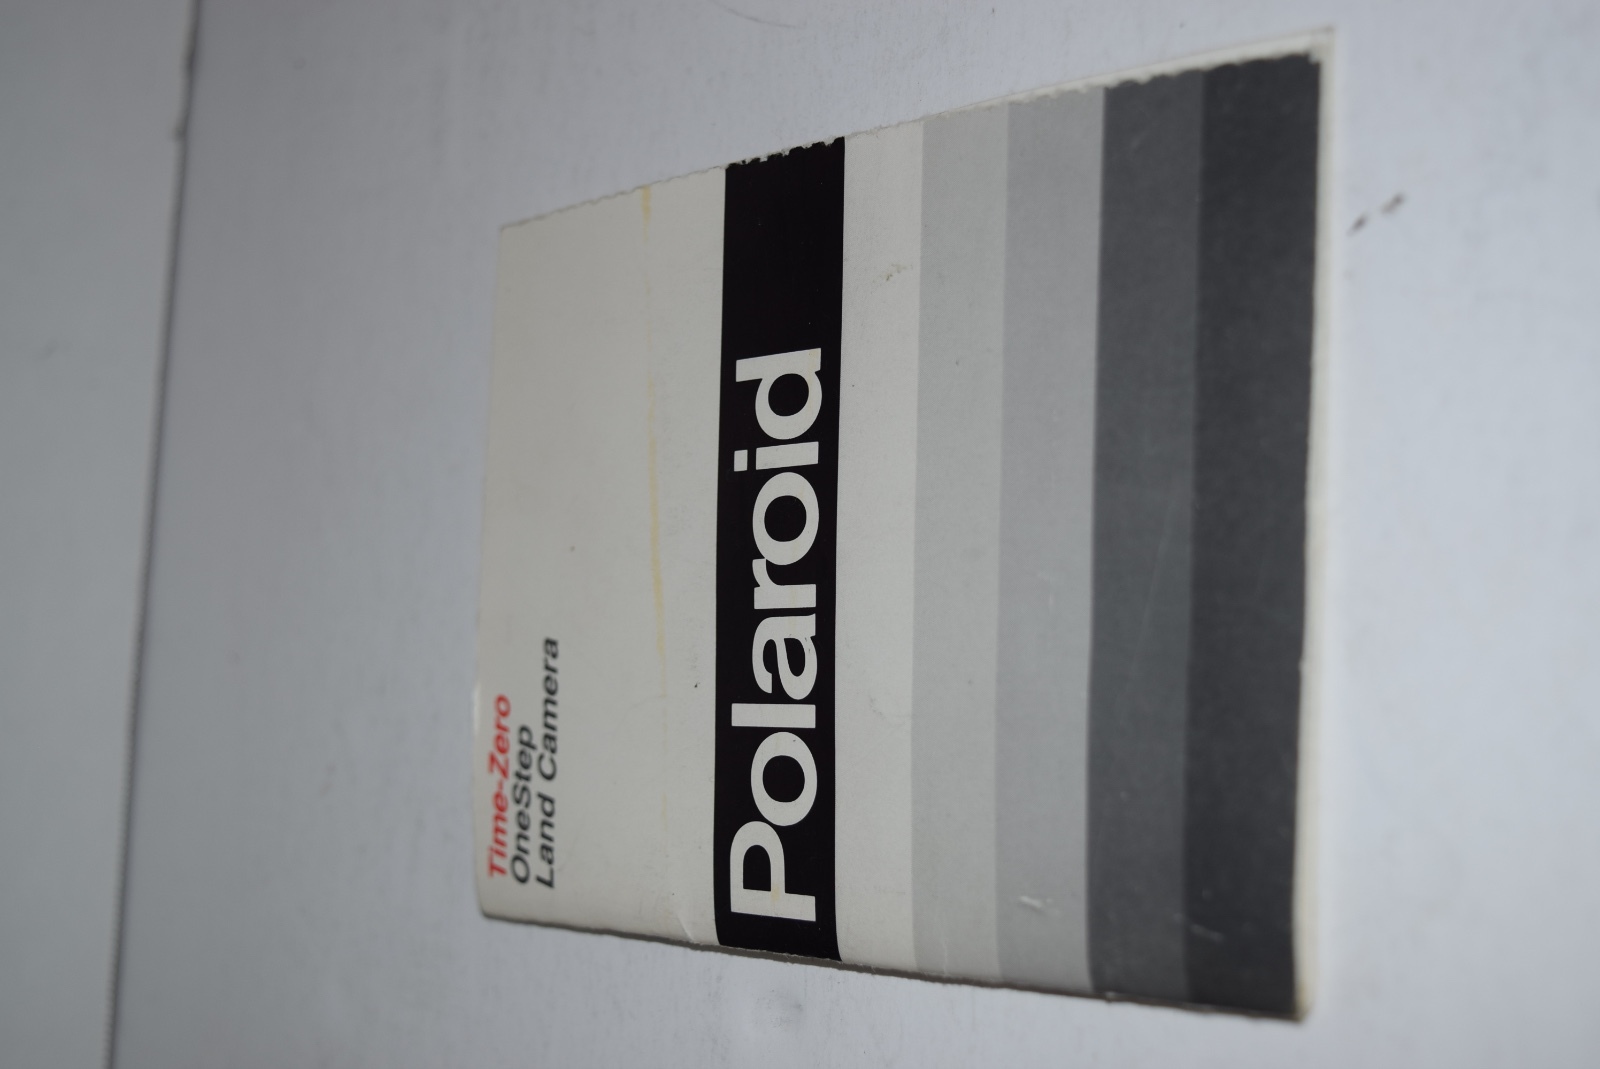 Time-Zero
OneStep
Land Camera
Polaroid